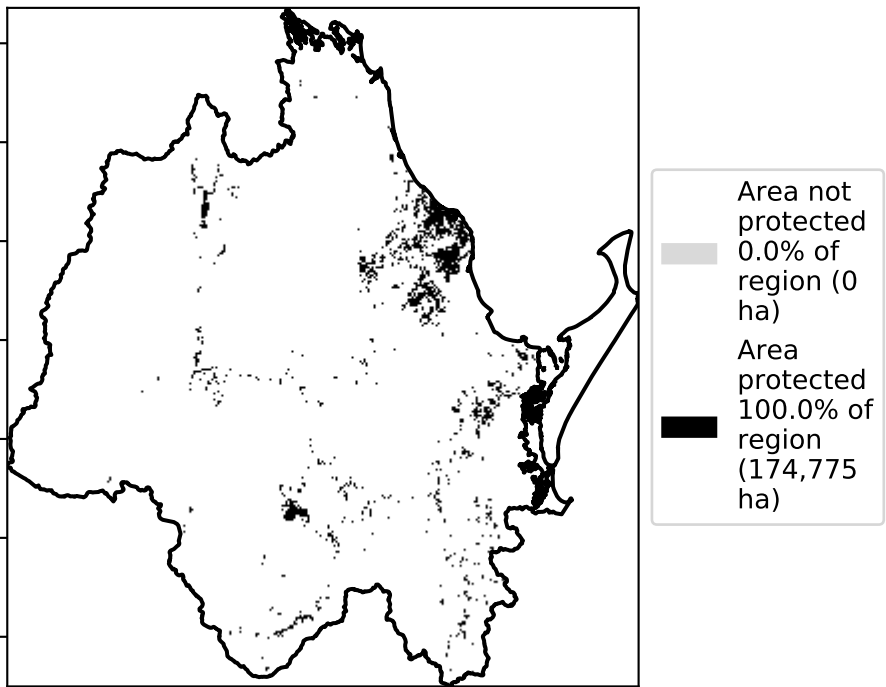 Area not
protected
0.0% of
region (0
ha)
Area
protected
100.0% of
region
(174,775
ha)